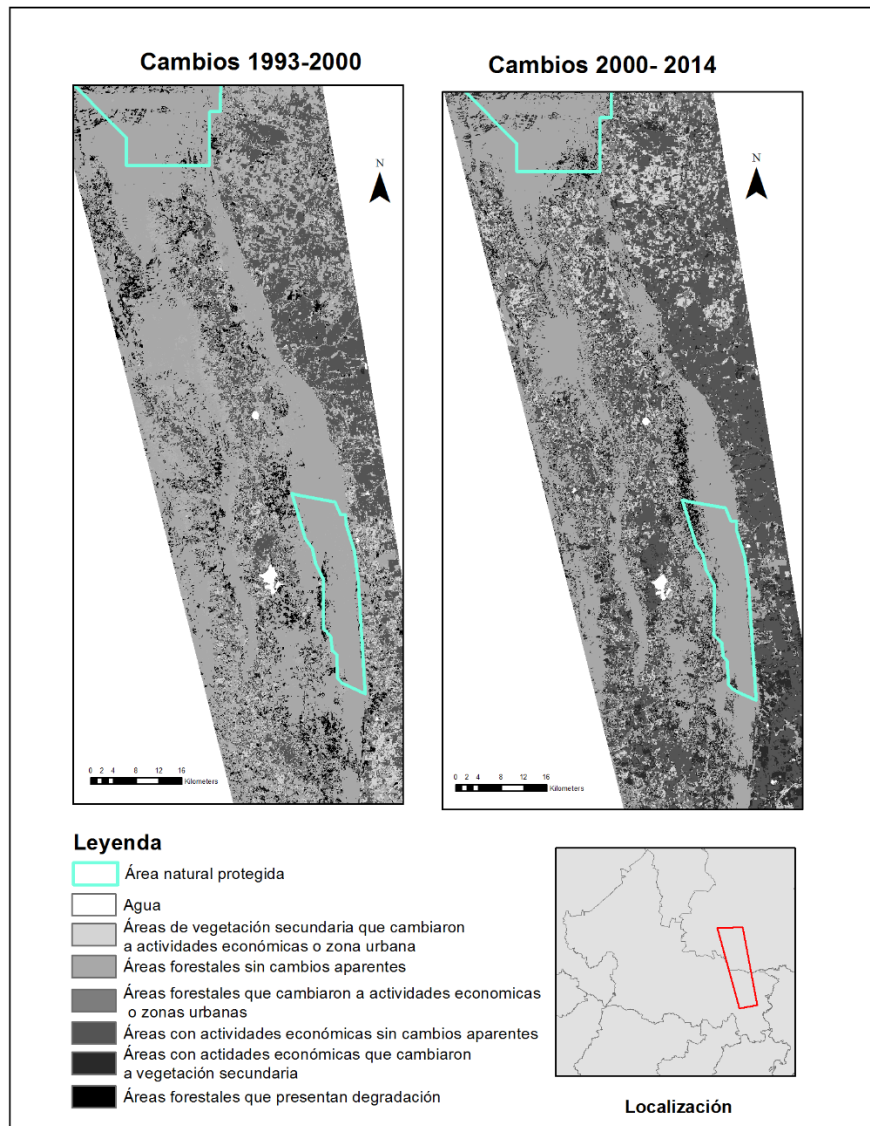 Cambios 1993-2000
Cambios 2000- 2014
N
N
0 2 4 8 12 16
Kilometers
0 2 4 8 12 16
Kilometers
Leyenda
Área natural protegida
Agua
Áreas de vegetación secundaria que cambiaron
a actividades económicas o zona urbana
Áreas forestales sin cambios aparentes
Áreas forestales que cambiaron a actividades economicas
o zonas urbanas
Áreas con actividades económicas sin cambios aparentes
Áreas con actidades económicas que cambiaron
a vegetación secundaria
Áreas forestales que presentan degradación
Localización